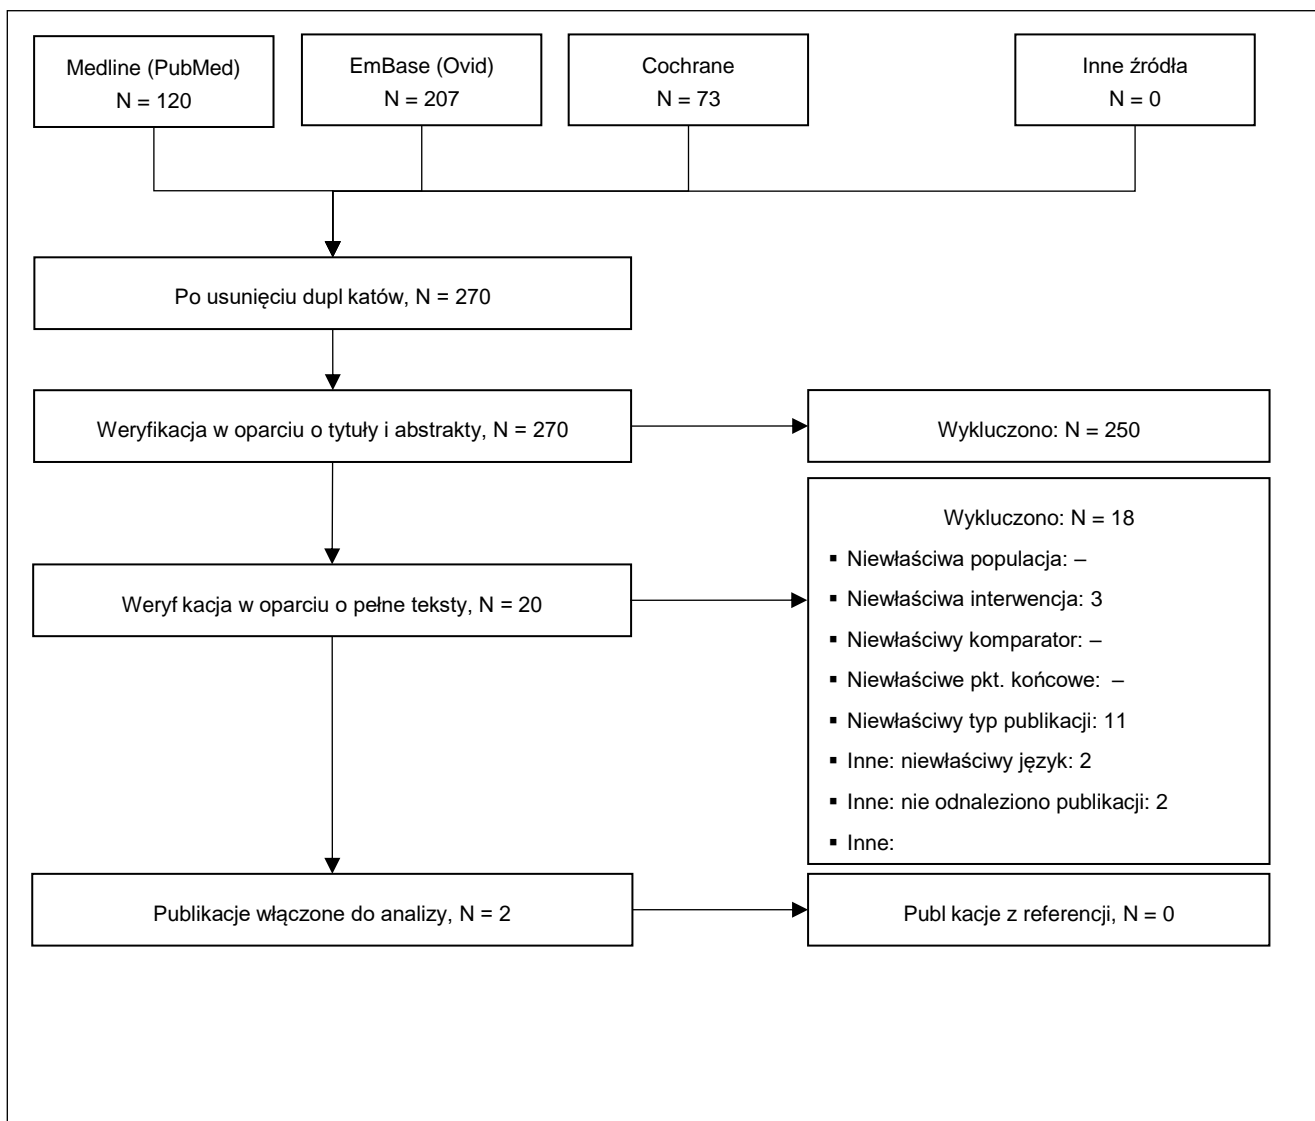 Medline (PubMed)
N = 120
EmBase (Ovid)
N = 207
Cochrane
N = 73
Inne źródła
N = 0
Po usunięciu dupl katów, N = 270
Weryfikacja w oparciu o tytuły i abstrakty, N = 270
Wykluczono: N = 250
Weryf kacja w oparciu o pełne teksty, N = 20
Wykluczono: N = 18
▪ Niewłaściwa populacja: –
▪ Niewłaściwa interwencja: 3
▪ Niewłaściwy komparator: –
▪ Niewłaściwe pkt. końcowe: –
▪ Niewłaściwy typ publikacji: 11
▪ Inne: niewłaściwy język: 2
▪ Inne: nie odnaleziono publikacji: 2
▪ Inne:
Publikacje włączone do analizy, N = 2
Publ kacje z referencji, N = 0